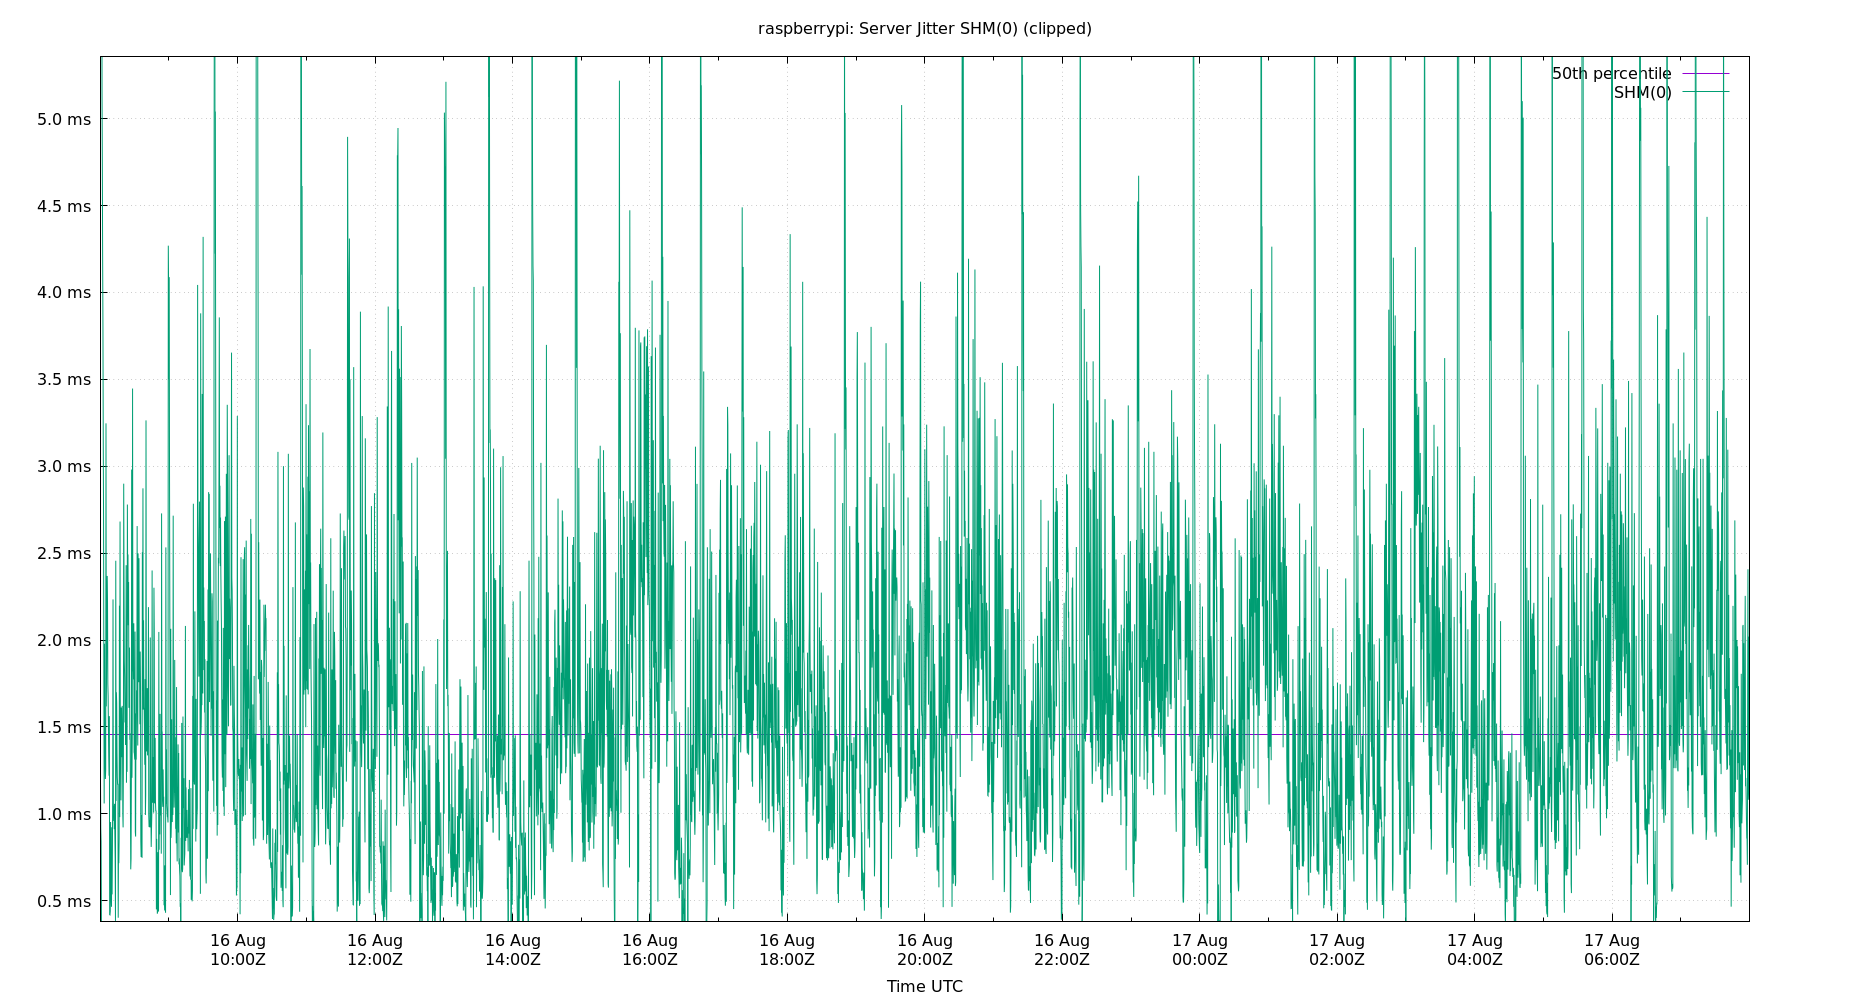 raspberrypi: Server Jitter SHM(0) (clipped)
50th percentile
SHM(0)
5.0 ms
4.5 ms
4.0 ms
3.5 ms
3.0 ms
2.5 ms
2.0 ms
1.5 ms
1.0 ms
0.5 ms
16 Aug 16 Aug 16 Aug 16 Aug 16 Aug 16 Aug 16 Aug 17 Aug 17 Aug 17 Aug 17 Aug
10:00Z 12:00Z 14:00Z 16:00Z 18:00Z 20:00Z 22:00Z 00:00Z 02:00Z 04:00Z 06:00Z
Time UTC